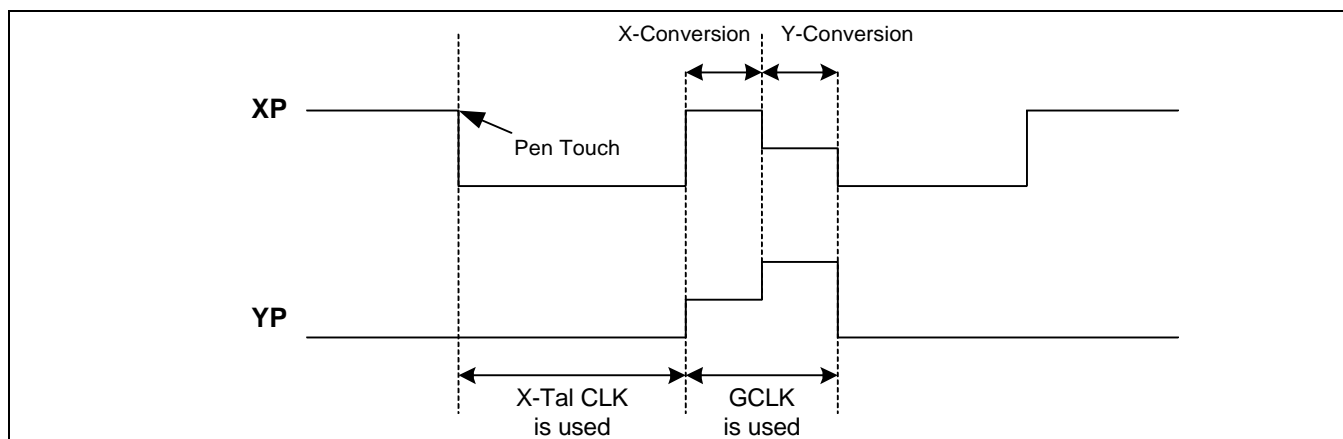 X-Conversion
Y-Conversion
XP
Pen Touch
YP
X-Tal CLK
is used
GCLK
is used